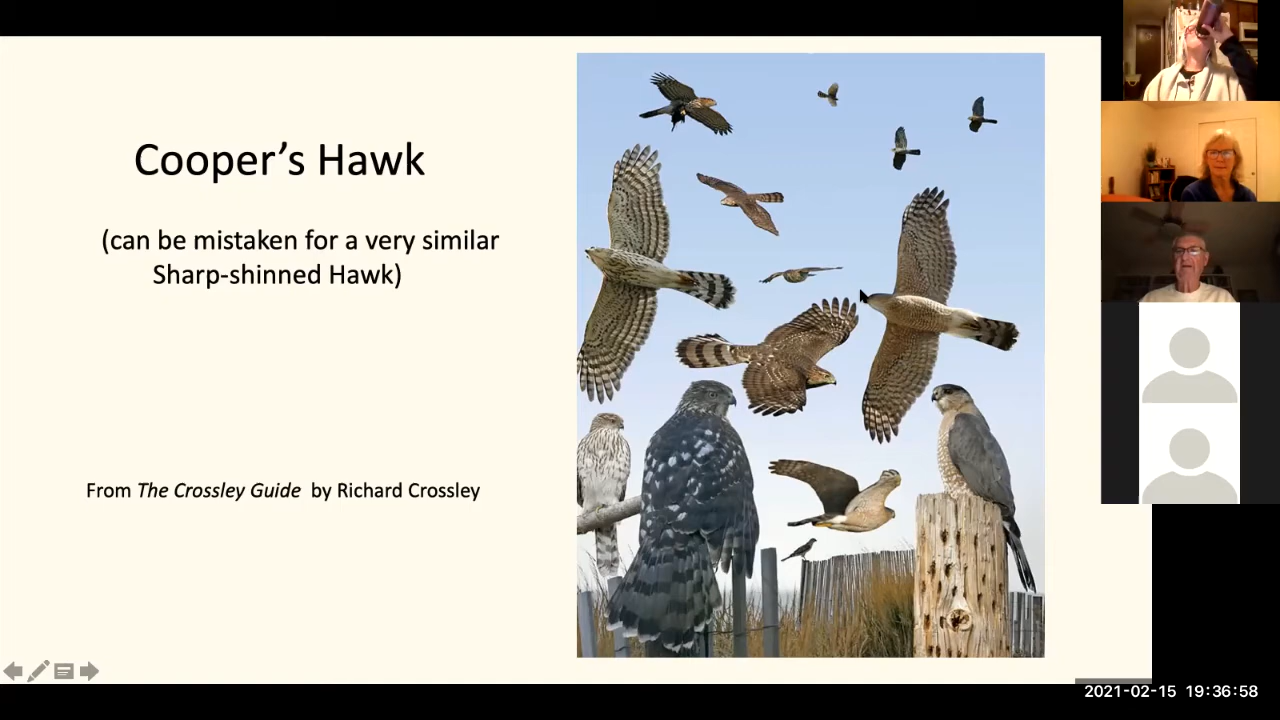 Cooper’s Hawk
(can be mistaken for a very similar
Sharp-shinned Hawk)
From The Crossley Guide by Richard Crossley
2021-02-15 19:36:58